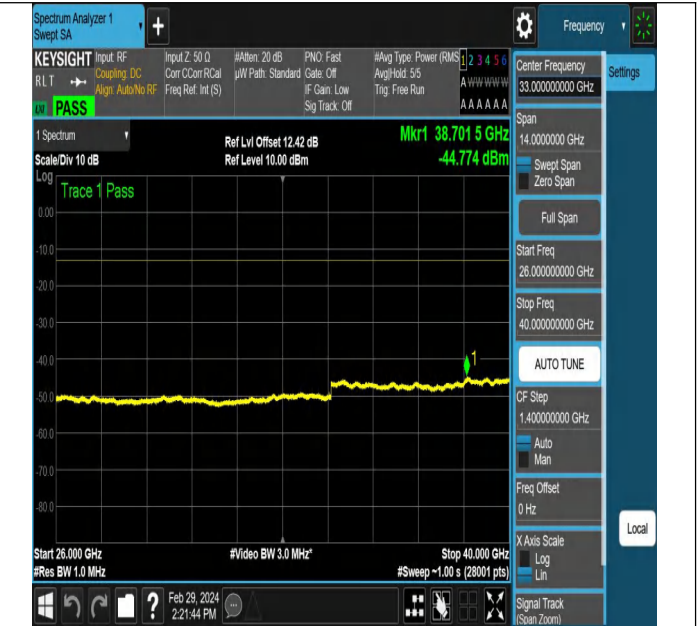 Spectrum Analyzer 1
Swept SA
+
Frequency
KEYSIGHT
RLT
LXI
PASS
Input: RF
Coupling: DC
Align: Auto/No RF
Input Z: 50 Ω
Corr CCorr RCal
Freq Ref: Int (S)
#Atten: 20 dB
µW Path: Standard
PNO: Fast
Gate: Off
IF Gain: Low
Sig Track: Off
#Avg Type: Power (RMS
Avg|Hold: 5/5
Trig: Free Run
1 2 3 4 5 6
A W W W W W
A A A A A A
1 Spectrum
Scale/Div 10 dB
Ref Lvl Offset 12.42 dB
Ref Level 10.00 dBm
Mkr1 38.701 5 GHz
-44.774 dBm
Log
Trace 1 Pass
0.00
-10.0
-20.0
-30.0
-40.0
-50.0
-60.0
-70.0
-80.0
1
Start 26.000 GHz
#Res BW 1.0 MHz
#Video BW 3.0 MHz*
Stop 40.000 GHz
#Sweep ~1.00 s (28001 pts)
Feb 29, 2024
2:21:44 PM
Center Frequency
33.000000000 GHz
Settings
Span
14.0000000 GHz
Swept Span
Zero Span
Full Span
Start Freq
26.000000000 GHz
Stop Freq
40.000000000 GHz
AUTO TUNE
CF Step
1.400000000 GHz
Auto
Man
Freq Offset
0 Hz
X Axis Scale
Log
Lin
Local
Signal Track
(Span Zoom)